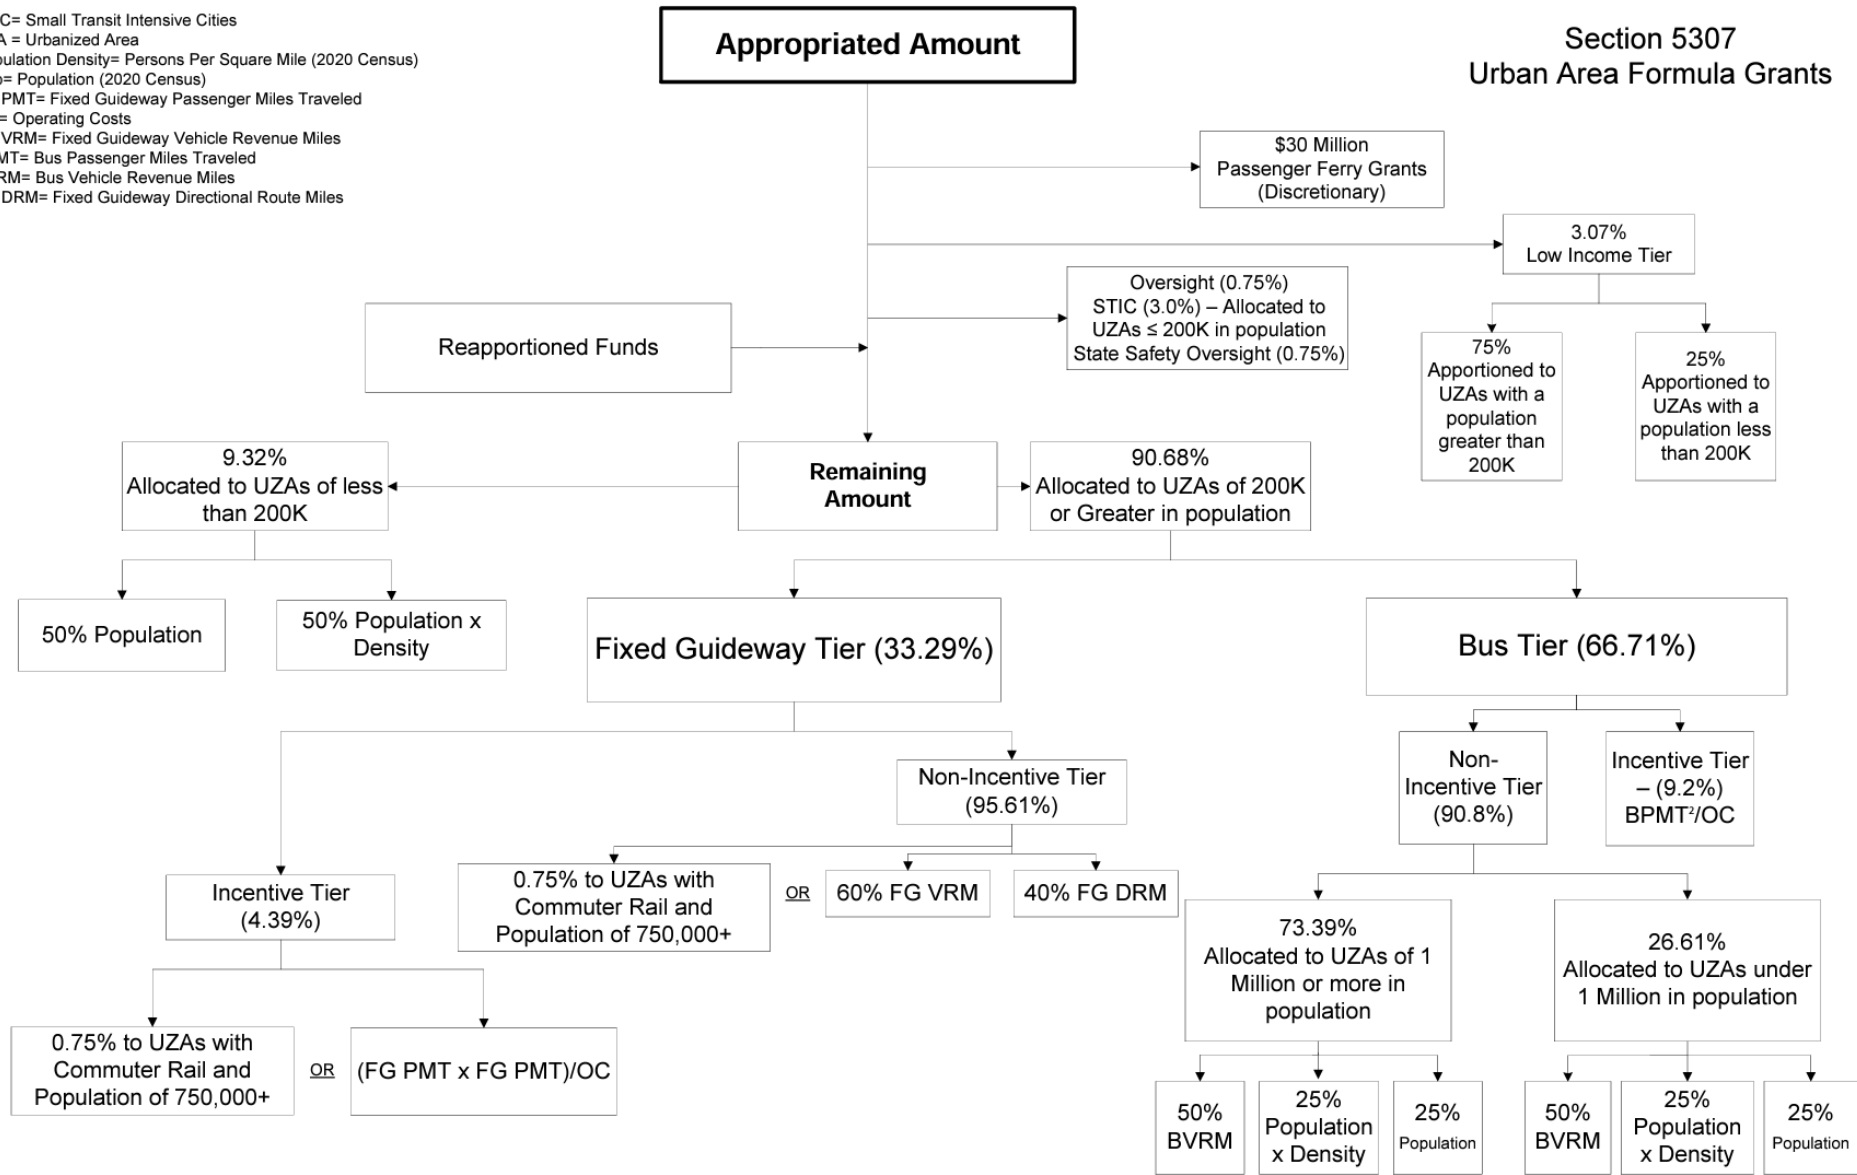 C= Small Transit Intensive Cities
A = Urbanized Area
pulation Density= Persons Per Square Mile (2020 Census)
= Population (2020 Census)
PMT= Fixed Guideway Passenger Miles Traveled
= Operating Costs
VRM= Fixed Guideway Vehicle Revenue Miles
MT= Bus Passenger Miles Traveled
RM= Bus Vehicle Revenue Miles
DRM= Fixed Guideway Directional Route Miles
Appropriated Amount
Section 5307
Urban Area Formula Grants
$30 Million
Passenger Ferry Grants
(Discretionary)
3.07%
Low Income Tier
Oversight (0.75%)
STIC (3.0%) – Allocated to
UZAs ≤ 200K in population
State Safety Oversight (0.75%)
Reapportioned Funds
75%
Apportioned to
UZAs with a
population
greater than
200K
25%
Apportioned to
UZAs with a
population less
than 200K
9.32%
Allocated to UZAs of less
than 200K
Remaining
Amount
90.68%
Allocated to UZAs of 200K
or Greater in population
50% Population
50% Population x
Density
Fixed Guideway Tier (33.29%)
Bus Tier (66.71%)
Non-Incentive Tier
(95.61%)
Non-
Incentive Tier
(90.8%)
Incentive Tier
– (9.2%)
BPMT²/OC
Incentive Tier
(4.39%)
0.75% to UZAs with
Commuter Rail and
Population of 750,000+
OR
60% FG VRM
40% FG DRM
73.39%
Allocated to UZAs of 1
Million or more in
population
26.61%
Allocated to UZAs under
1 Million in population
0.75% to UZAs with
Commuter Rail and
Population of 750,000+
OR
(FG PMT x FG PMT)/OC
50%
BVRM
25%
Population
x Density
25%
Population
50%
BVRM
25%
Population
x Density
25%
Population